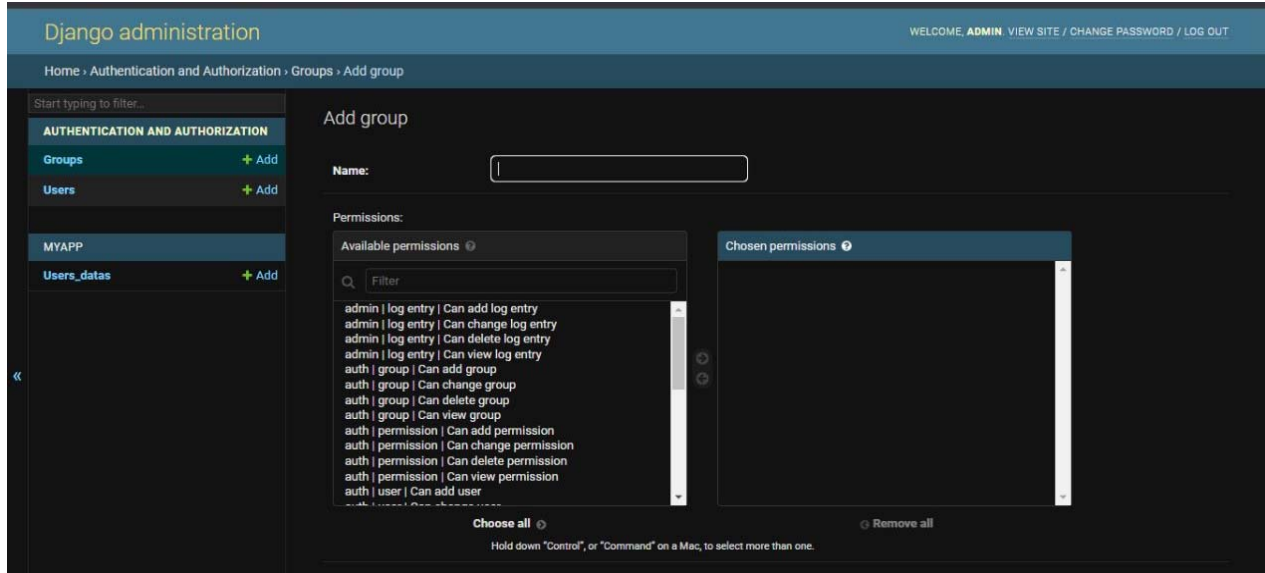 Django administration
WELCOME, ADMIN. VIEW SITE / CHANGE PASSWORD / LOG OUT
Home › Authentication and Authorization › Groups › Add group
Start typing to filter...
AUTHENTICATION AND AUTHORIZATION
Groups + Add
Users + Add
MYAPP
Users_datas + Add
«
Add group
Name:
Permissions:
Available permissions ?
Filter
admin | log entry | Can add log entry
admin | log entry | Can change log entry
admin | log entry | Can delete log entry
admin | log entry | Can view log entry
auth | group | Can add group
auth | group | Can change group
auth | group | Can delete group
auth | group | Can view group
auth | permission | Can add permission
auth | permission | Can change permission
auth | permission | Can delete permission
auth | permission | Can view permission
auth | user | Can add user
auth | user | Can change user
Choose all
Chosen permissions ?
Remove all
Hold down “Control”, or “Command” on a Mac, to select more than one.